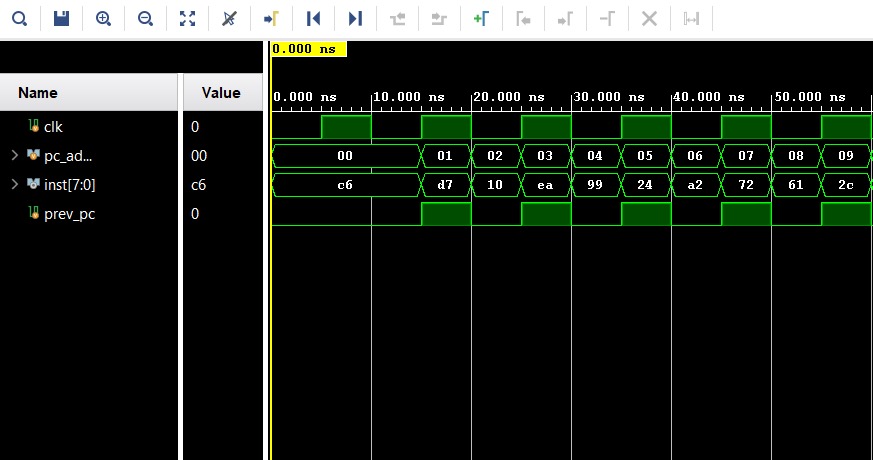 0.000 ns
Name Value
0.000 ns 10.000 ns 20.000 ns 30.000 ns 40.000 ns 50.000 ns
clk 0
pc_ad... 00 00 01 02 03 04 05 06 07 08 09
inst[7:0] c6 c6 d7 10 ea 99 24 a2 72 61 2c
prev_pc 0